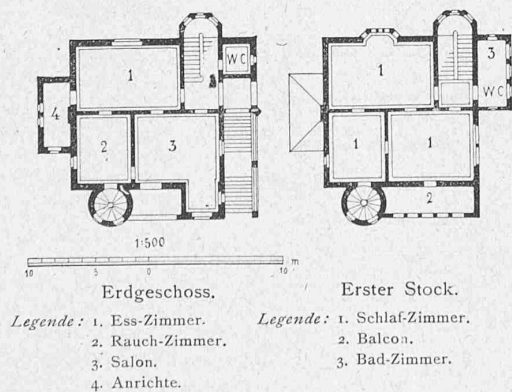 1
WC
4
2
3
1
3
WC
1
1
2
1:500
10 5 0 10 m
Erdgeschoss.
Legende: 1. Ess-Zimmer.
2. Rauch-Zimmer.
3. Salon.
4. Anrichte.
Erster Stock.
Legende: 1. Schlaf-Zimmer.
2. Balcon.
3. Bad-Zimmer.